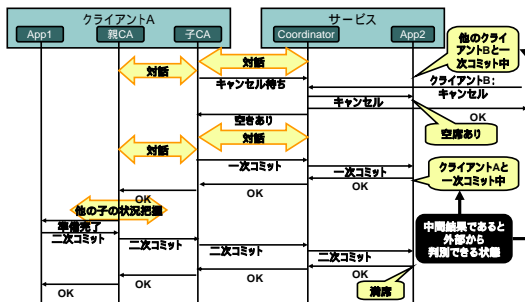 クライアントA
サービス
App1
親CA
子CA
Coordinator
App2
他のクライ
アントBと一
次コミット中
対話
対話
キャンセル待ち
クライアントB：
キャンセル
キャンセル
OK
空きあり
空席あり
対話
対話
一次コミット
一次コミット
クライアントAと
一次コミット中
OK
OK
OK
他の子の状況把握
準備完了
二次コミット
二次コミット
二次コミット
二次コミット
中間結果であると
外部から
判別できる状態
OK
OK
OK
OK
満席